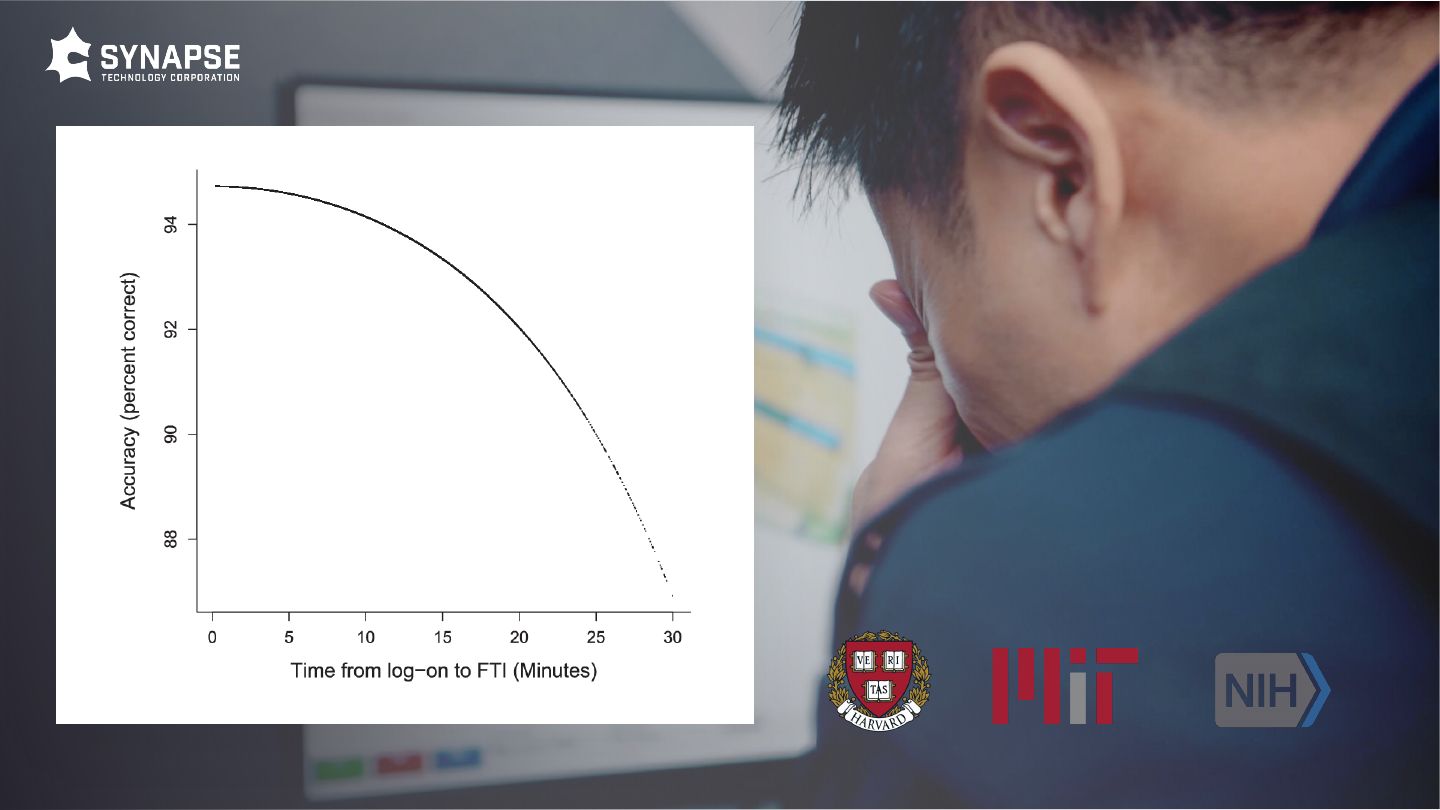 SYNAPSE
TECHNOLOGY CORPORATION
94
92
90
88
Accuracy (percent correct)
0 5 10 15 20 25 30
Time from log−on to FTI (Minutes)
VE RI
TAS
HARVARD
MiT
NIH